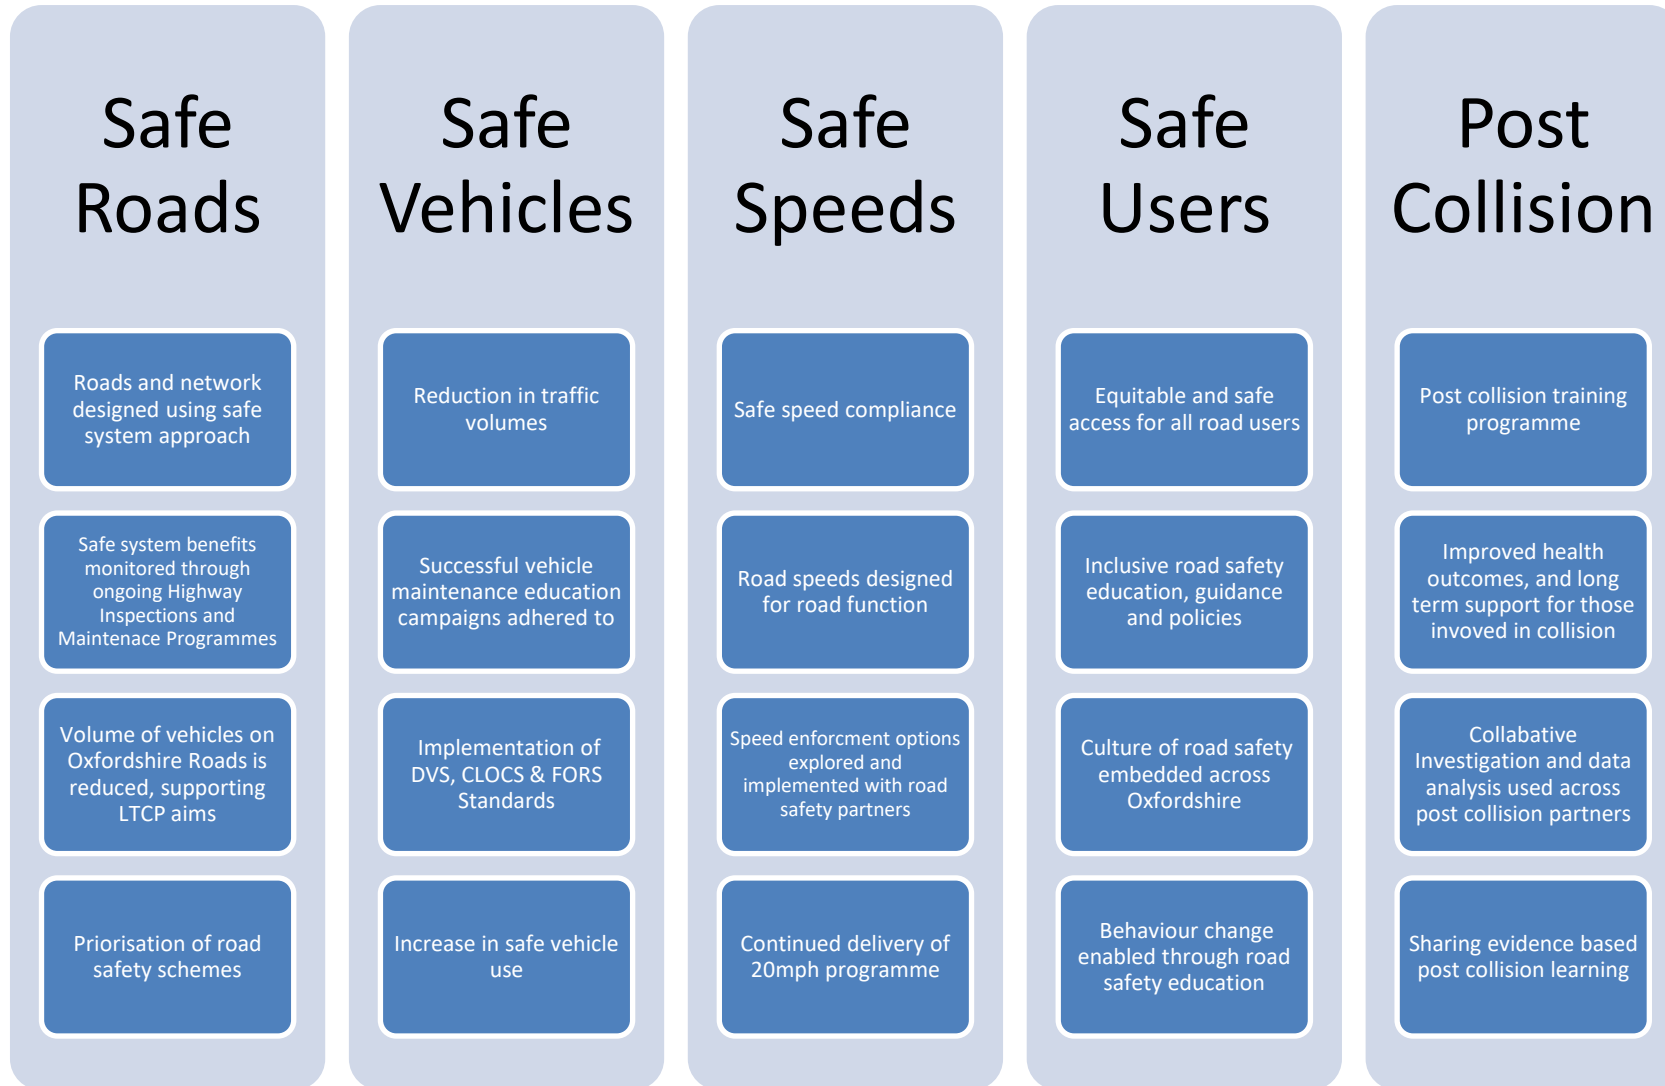 Safe
Roads
Roads and network
designed using safe
system approach
Safe system benefits
monitored through
ongoing Highway
Inspections and
Maintenace Programmes
Volume of vehicles on
Oxfordshire Roads is
reduced, supporting
LTCP aims
Priorisation of road
safety schemes
Safe
Vehicles
Reduction in traffic
volumes
Successful vehicle
maintenance education
campaigns adhered to
Implementation of
DVS, CLOCS & FORS
Standards
Increase in safe vehicle
use
Safe
Speeds
Safe speed compliance
Road speeds designed
for road function
Speed enforcment options
explored and
implemented with road
safety partners
Continued delivery of
20mph programme
Safe
Users
Equitable and safe
access for all road users
Inclusive road safety
education, guidance
and policies
Culture of road safety
embedded across
Oxfordshire
Behaviour change
enabled through road
safety education
Post
Collision
Post collision training
programme
Improved health
outcomes, and long
term support for those
invoved in collision
Collabative
Investigation and data
analysis used across
post collision partners
Sharing evidence based
post collision learning